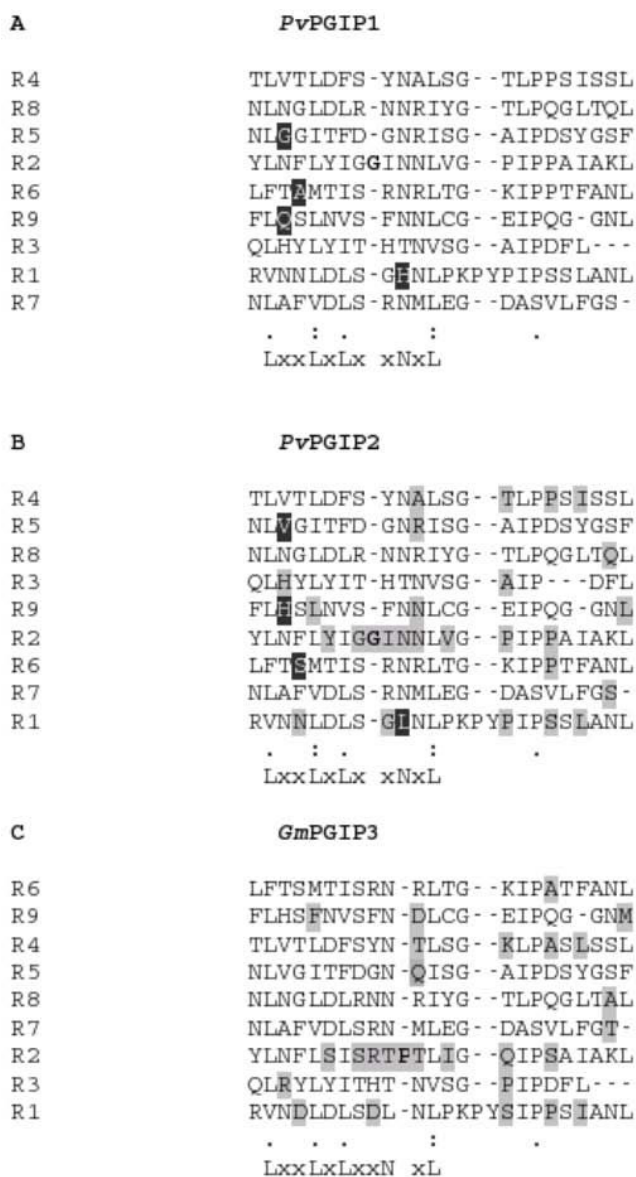 A PvPGIP1
R4 TLVTLDFS-YNALSG--TLPPSISSL
R8 NLNGLDLR-NNRIYG--TLPQGLTQL
R5 NLGGITFD-GNRISG--AIPDSYGSF
R2 YLNFLYIGGINNLVG--PIPPAIAKL
R6 LFTAMTIS-RNRLTG--KIPPTFANL
R9 FLQSLNVS-FNNLCG--EIPQG-GNL
R3 QLHYLYIT-HTNVSG--AIPDFL---
R1 RVNNLDLS-GHNLPKPYPIPSSLANL
R7 NLAFVDLS-RNMLEG--DASVLFGS-
. : . : .
LxxLxLx xNxL
B PvPGIP2
R4 TLVTLDFS-YNALSG--TLPPSISSL
R5 NLVGITFD-GNRISG--AIPDSYGSF
R8 NLNGLDLR-NNRIYG--TLPQGLTQL
R3 QLHYLYIT-HTNVSG--AIP---DFL
R9 FLHSLNVS-FNNLCG--EIPQG-GNL
R2 YLNFLYIGGINNLVG--PIPPAIAKL
R6 LFTSMTIS-RNRLTG--KIPPTFANL
R7 NLAFVDLS-RNMLEG--DASVLFGS-
R1 RVNNLDLS-GLNLPKPYPIPSSLANL
. : . : .
LxxLxLx xNxL
C GmPGIP3
R6 LFTSMTISRN-RLTG--KIPATFANL
R9 FLHSFNVSFN-DLCG--EIPQG-GNM
R4 TLVTLDFSYN-TLSG--KLPASLSSL
R5 NLVGITFDGN-QISG--AIPDSYGSF
R8 NLNGLDLRNN-RIYG--TLPQGLTAL
R7 NLAFVDLSRN-MLEG--DASVLFGT-
R2 YLNFLSISRTPTLIG--QIPSAIAKL
R3 QLRYLYITHT-NVSG--PIPDFL---
R1 RVNDLDLSDL-NLPKPYSIPPSIANL
. . . : .
LxxLxLxxN xL